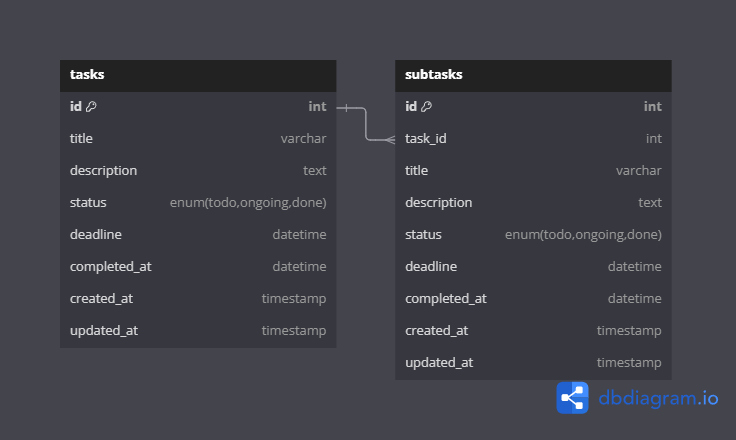 tasks
id int
title varchar
description text
status enum(todo,ongoing,done)
deadline datetime
completed_at datetime
created_at timestamp
updated_at timestamp
subtasks
id int
task_id int
title varchar
description text
status enum(todo,ongoing,done)
deadline datetime
completed_at datetime
created_at timestamp
updated_at timestamp
dbdiagram.io